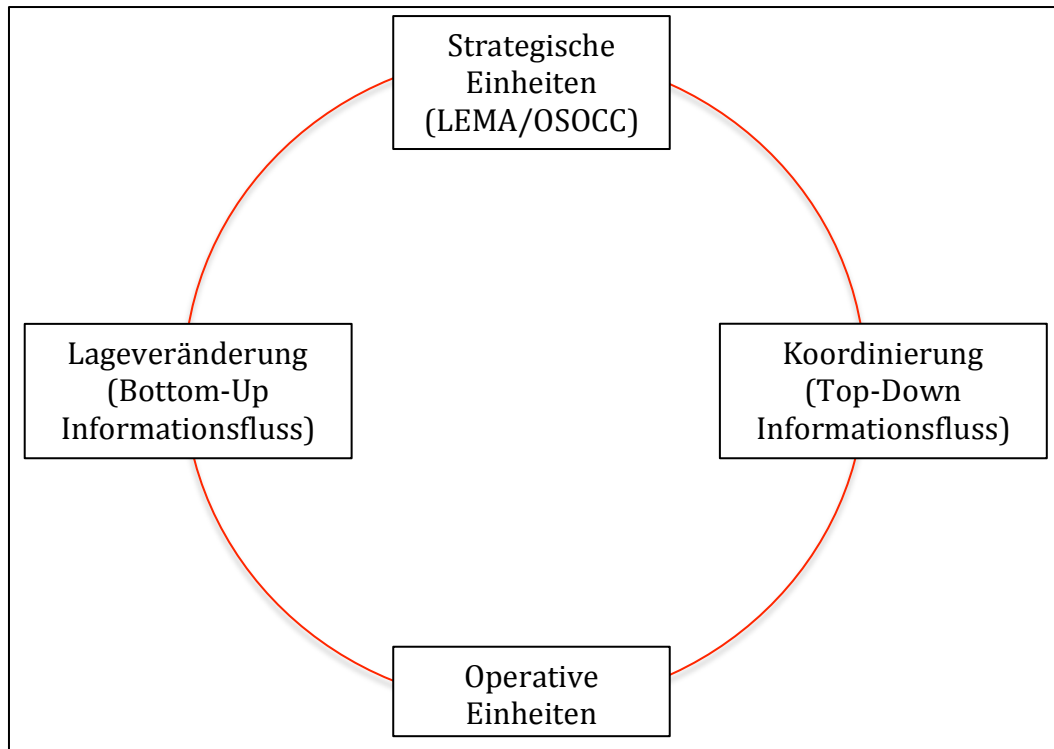 Strategische
Einheiten
(LEMA/OSOCC)
Lageveränderung
(Bottom-Up
Informationsfluss)
Koordinierung
(Top-Down
Informationsfluss)
Operative
Einheiten